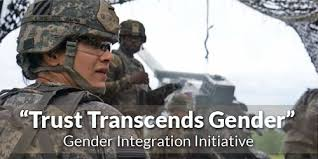 “Trust Transcends Gender”
Gender Integration Initiative